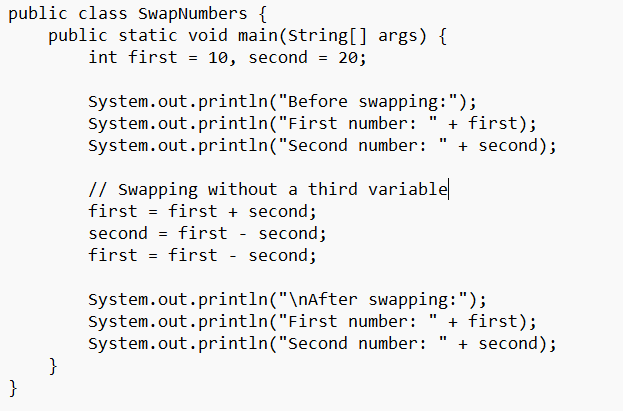 public class SwapNumbers {
    public static void main(String[] args) {
        int first = 10, second = 20;

        System.out.println("Before swapping:");
        System.out.println("First number: " + first);
        System.out.println("Second number: " + second);

        // Swapping without a third variable
        first = first + second;
        second = first - second;
        first = first - second;

        System.out.println("\nAfter swapping:");
        System.out.println("First number: " + first);
        System.out.println("Second number: " + second);
    }
}